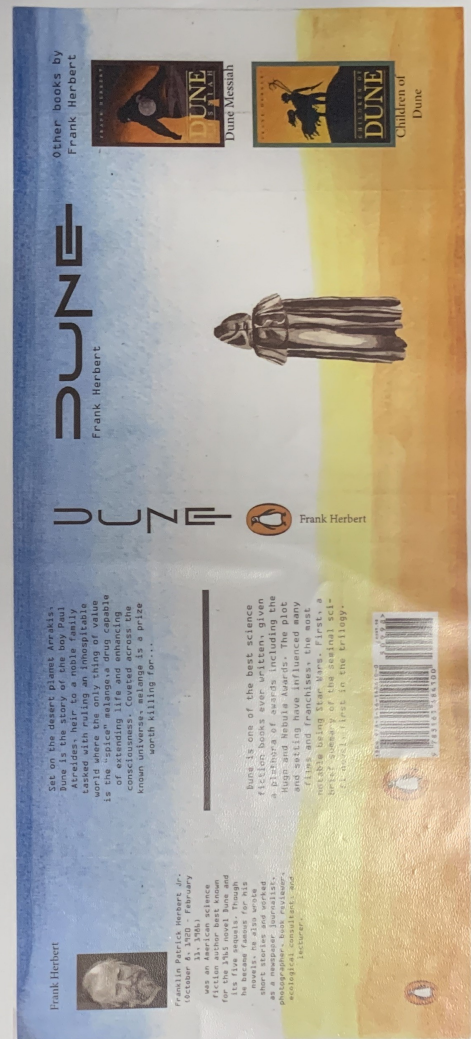 Frank Herbert
Franklin Patrick Herbert Jr.
(October 8, 1920 - February
11, 1986)
was an American science
fiction author best known
for the 1965 novel Dune and
its five sequels. Though
he became famous for his
novels, he also wrote
short stories and worked
as a newspaper journalist,
photographer, book reviewer,
ecological consultant, and
lecturer.
Set on the desert planet Arrakis,
Dune is the story of the boy Paul
Atreides, heir to a noble family
tasked with ruling an inhospitable
world where the only thing of value
is the "spice" melange, a drug capable
of extending life and enhancing
consciousness. Coveted across the
known universe, melange is a prize
worth killing for...
Dune is one of the best science
fiction books ever written, given
a plethora of awards including the
Hugo and Nebula Awards. The plot
and setting have influenced many
films and franchises, the most
notable being Star Wars. First, a
brief summary of the seminal sci-
fi novel, first in the trilogy.
DUNE
Frank Herbert
DUNE
Frank Herbert
Other books by
Frank Herbert
FRANK HERBERT
DUNE
Dune Messiah
FRANK HERBERT
CHILDREN OF
DUNE
Children of
Dune